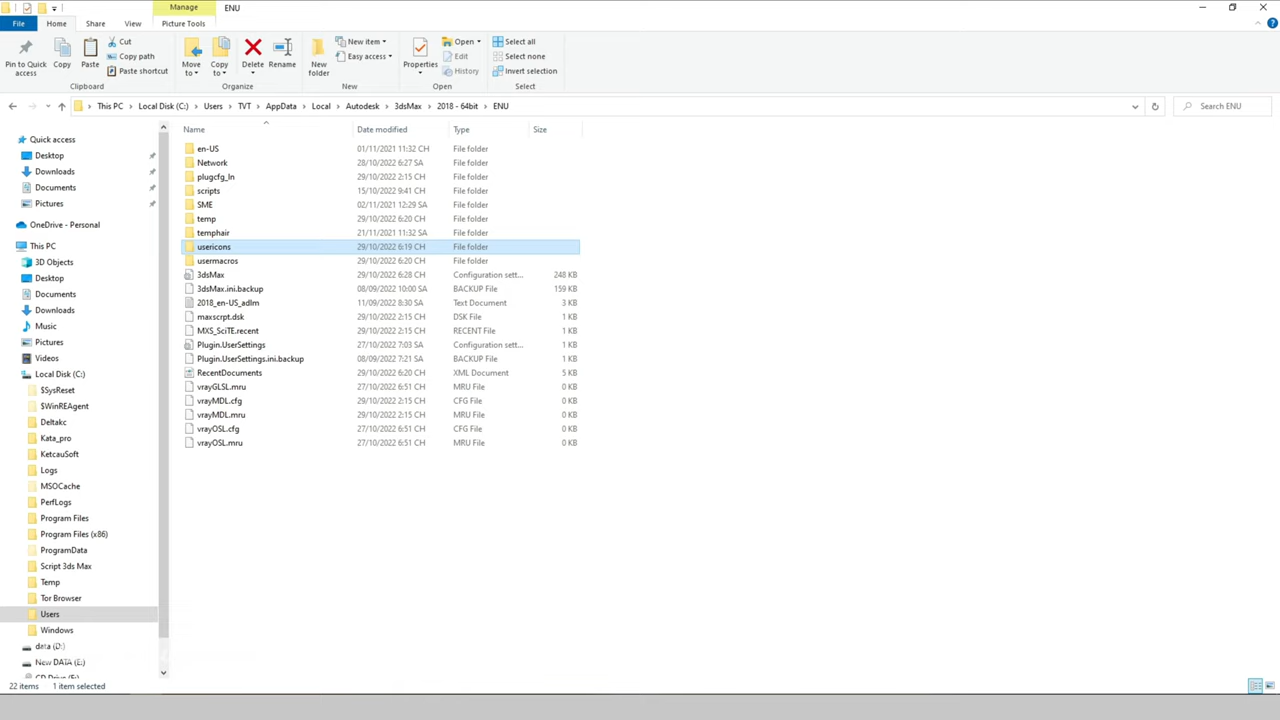 Manage
ENU
File
Home
Share
View
Picture Tools
Pin to Quick access
Copy
Paste
Cut
Copy path
Paste shortcut
Clipboard
Move to
Copy to
Delete
Rename
Organize
New folder
New item
Easy access
New
Properties
Open
Edit
History
Open
Select all
Select none
Invert selection
Select
This PC
Local Disk (C:)
Users
TVT
AppData
Local
Autodesk
3dsMax
2018 - 64bit
ENU
Search ENU
Name Date modified Type Size
Quick access
Desktop
Downloads
Documents
Pictures
OneDrive - Personal
This PC
3D Objects
Desktop
Documents
Downloads
Music
Pictures
Videos
Local Disk (C:)
$SysReset
$WinREAgent
Deltakc
Kata_pro
KetcauSoft
Logs
MSOCache
PerfLogs
Program Files
Program Files (x86)
ProgramData
Script 3ds Max
Temp
Tor Browser
Users
Windows
data (D:)
New DATA (E:)
en-US 01/11/2021 11:32 CH File folder
Network 28/10/2022 6:27 SA File folder
plugcfg_ln 29/10/2022 2:15 CH File folder
scripts 15/10/2022 9:41 CH File folder
SME 02/11/2021 12:29 SA File folder
temp 29/10/2022 6:20 CH File folder
temphair 21/11/2021 11:32 SA File folder
usericons 29/10/2022 6:19 CH File folder
usermacros 29/10/2022 6:20 CH File folder
3dsMax 29/10/2022 6:28 CH Configuration sett... 248 KB
3dsMax.ini.backup 08/09/2022 10:00 SA BACKUP File 159 KB
2018_en-US_adlm 11/09/2022 8:30 SA Text Document 3 KB
maxscrpt.dsk 29/10/2022 2:15 CH DSK File 1 KB
MXS_SciTE.recent 29/10/2022 2:15 CH RECENT File 1 KB
Plugin.UserSettings 27/10/2022 7:03 SA Configuration sett... 1 KB
Plugin.UserSettings.ini.backup 08/09/2022 7:21 SA BACKUP File 1 KB
RecentDocuments 29/10/2022 6:20 CH XML Document 5 KB
vrayGLSL.mru 27/10/2022 6:51 CH MRU File 0 KB
vrayMDL.cfg 29/10/2022 2:15 CH CFG File 0 KB
vrayMDL.mru 29/10/2022 2:15 CH MRU File 0 KB
vrayOSL.cfg 27/10/2022 6:51 CH CFG File 0 KB
vrayOSL.mru 27/10/2022 6:51 CH MRU File 0 KB
22 items 1 item selected